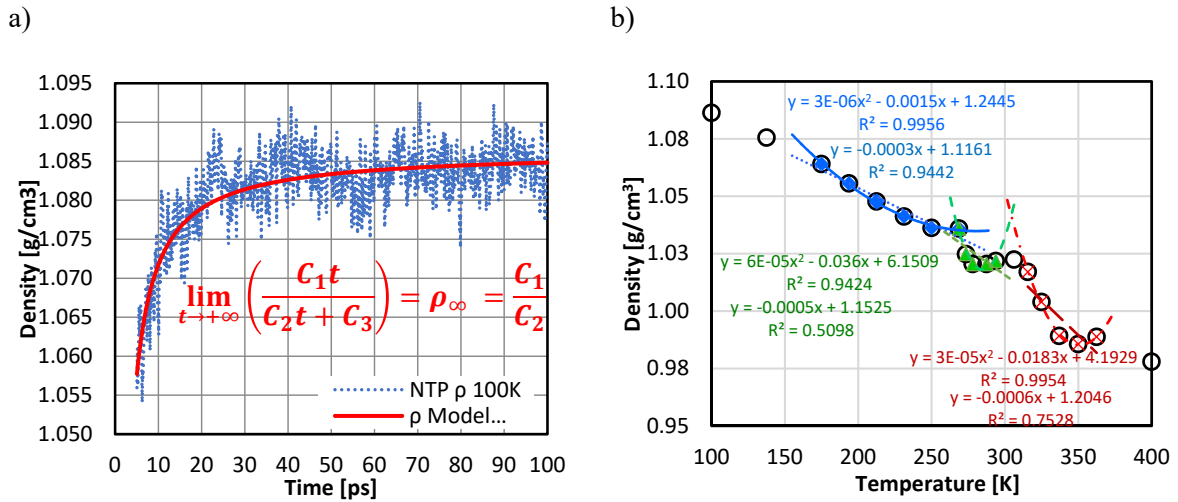 a)
b)
1.095
1.090
1.085
1.080
1.075
1.070
1.065
1.060
1.055
1.050
Density [g/cm3]
lim t→+∞ (C₁t / (C₂t + C₃)) = ρ∞ = C₁ / C₂
NTP ρ 100K
ρ Model...
0 10 20 30 40 50 60 70 80 90 100
Time [ps]
1.10
1.08
1.05
1.03
1.00
0.98
0.95
Density [g/cm³]
y = 3E-06x² - 0.0015x + 1.2445
R² = 0.9956
y = -0.0003x + 1.1161
R² = 0.9442
y = 6E-05x² - 0.036x + 6.1509
R² = 0.9424
y = -0.0005x + 1.1525
R² = 0.5098
y = 3E-05x² - 0.0183x + 4.1929
R² = 0.9954
y = -0.0006x + 1.2046
R² = 0.7528
100 150 200 250 300 350 400
Temperature [K]